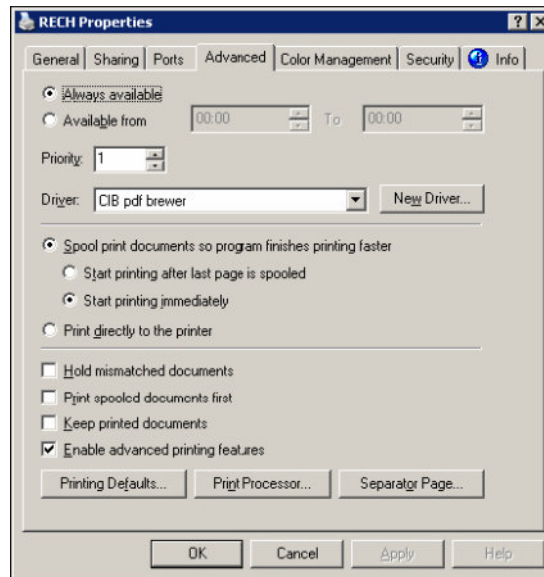 RECH Properties
General Sharing Ports Advanced Color Management Security Info
Always available
Available from 00:00 To 00:00
Priority: 1
Driver: CIB pdf brewer New Driver...
Spool print documents so program finishes printing faster
Start printing after last page is spooled
Start printing immediately
Print directly to the printer
Hold mismatched documents
Print spooled documents first
Keep printed documents
Enable advanced printing features
Printing Defaults... Print Processor... Separator Page...
OK Cancel Apply Help